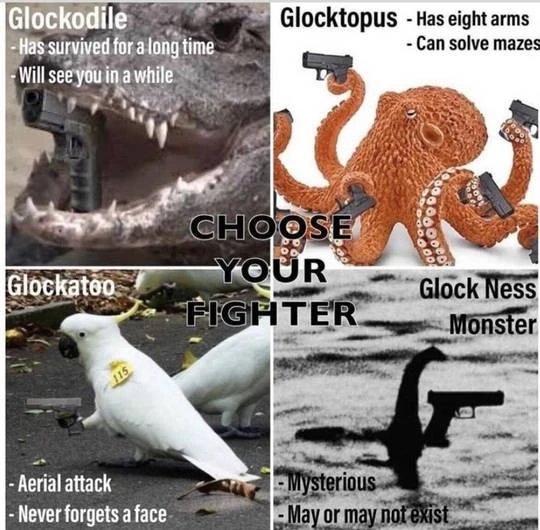 Glockodile
- Has survived for a long time
- Will see you in a while
Glocktopus - Has eight arms
- Can solve mazes
CHOOSE
YOUR
FIGHTER
Glockatoo
115
- Aerial attack
- Never forgets a face
Glock Ness
Monster
- Mysterious
- May or may not exist